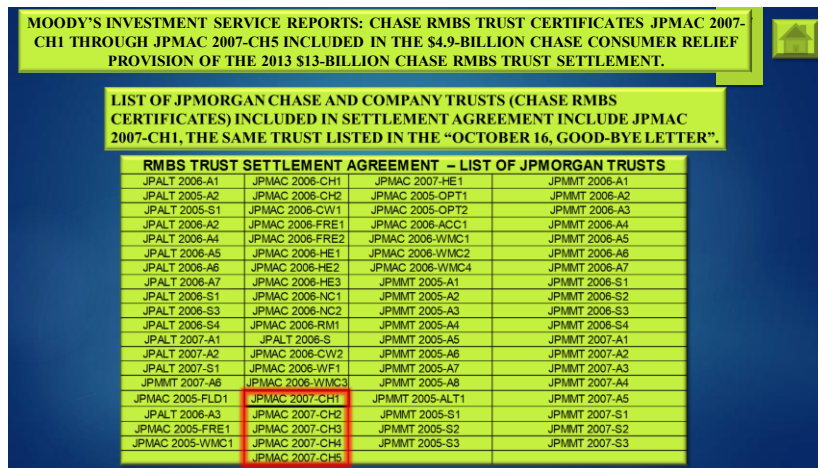 MOODY'S INVESTMENT SERVICE REPORTS: CHASE RMBS TRUST CERTIFICATES JPMAC 2007-
CH1 THROUGH JPMAC 2007-CH5 INCLUDED IN THE $4.9-BILLION CHASE CONSUMER RELIEF
PROVISION OF THE 2013 $13-BILLION CHASE RMBS TRUST SETTLEMENT.
LIST OF JPMORGAN CHASE AND COMPANY TRUSTS (CHASE RMBS
CERTIFICATES) INCLUDED IN SETTLEMENT AGREEMENT INCLUDE JPMAC
2007-CH1, THE SAME TRUST LISTED IN THE “OCTOBER 16, GOOD-BYE LETTER”.
RMBS TRUST SETTLEMENT AGREEMENT – LIST OF JPMORGAN TRUSTS
JPALT 2006-A1 JPMAC 2006-CH1 JPMAC 2007-HE1 JPMMT 2006-A1
JPALT 2005-A2 JPMAC 2006-CH2 JPMAC 2005-OPT1 JPMMT 2006-A2
JPALT 2005-S1 JPMAC 2006-CW1 JPMAC 2005-OPT2 JPMMT 2006-A3
JPALT 2006-A2 JPMAC 2006-FRE1 JPMAC 2006-ACC1 JPMMT 2006-A4
JPALT 2006-A4 JPMAC 2006-FRE2 JPMAC 2006-WMC1 JPMMT 2006-A5
JPALT 2006-A5 JPMAC 2006-HE1 JPMAC 2006-WMC2 JPMMT 2006-A6
JPALT 2006-A6 JPMAC 2006-HE2 JPMAC 2006-WMC4 JPMMT 2006-A7
JPALT 2006-A7 JPMAC 2006-HE3 JPMMT 2005-A1 JPMMT 2006-S1
JPALT 2006-S1 JPMAC 2006-NC1 JPMMT 2005-A2 JPMMT 2006-S2
JPALT 2006-S3 JPMAC 2006-NC2 JPMMT 2005-A3 JPMMT 2006-S3
JPALT 2006-S4 JPMAC 2006-RM1 JPMMT 2005-A4 JPMMT 2006-S4
JPALT 2007-A1 JPALT 2006-S JPMMT 2005-A5 JPMMT 2007-A1
JPALT 2007-A2 JPMAC 2006-CW2 JPMMT 2005-A6 JPMMT 2007-A2
JPALT 2007-S1 JPMAC 2006-WF1 JPMMT 2005-A7 JPMMT 2007-A3
JPMMT 2007-A6 JPMAC 2006-WMC3 JPMMT 2005-A8 JPMMT 2007-A4
JPMAC 2005-FLD1 JPMAC 2007-CH1 JPMMT 2005-ALT1 JPMMT 2007-A5
JPALT 2006-A3 JPMAC 2007-CH2 JPMMT 2005-S1 JPMMT 2007-S1
JPMAC 2005-FRE1 JPMAC 2007-CH3 JPMMT 2005-S2 JPMMT 2007-S2
JPMAC 2005-WMC1 JPMAC 2007-CH4 JPMMT 2005-S3 JPMMT 2007-S3
JPMAC 2007-CH5